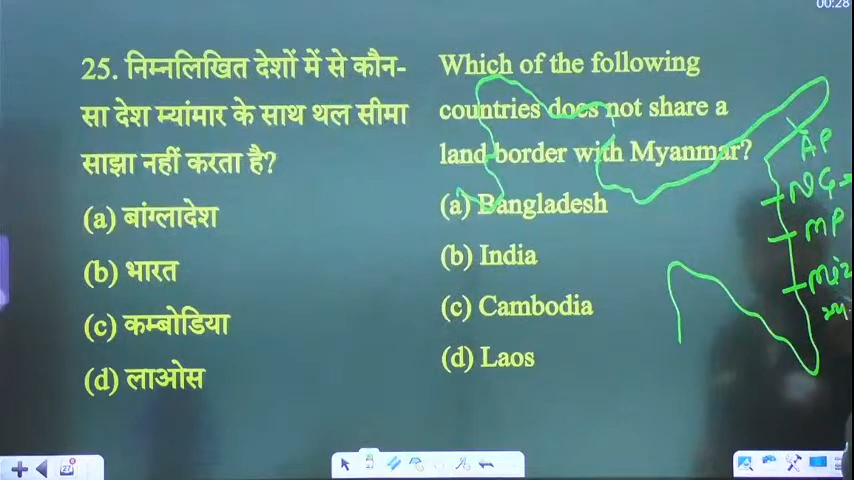 00:28
25. निम्नलिखित देशों में से कौन-
सा देश म्यांमार के साथ थल सीमा
साझा नहीं करता है?
(a) बांग्लादेश
(b) भारत
(c) कम्बोडिया
(d) लाओस
Which of the following
countries does not share a
land border with Myanmar?
(a) Bangladesh
(b) India
(c) Cambodia
(d) Laos
AP
NG
MP
Miz
27